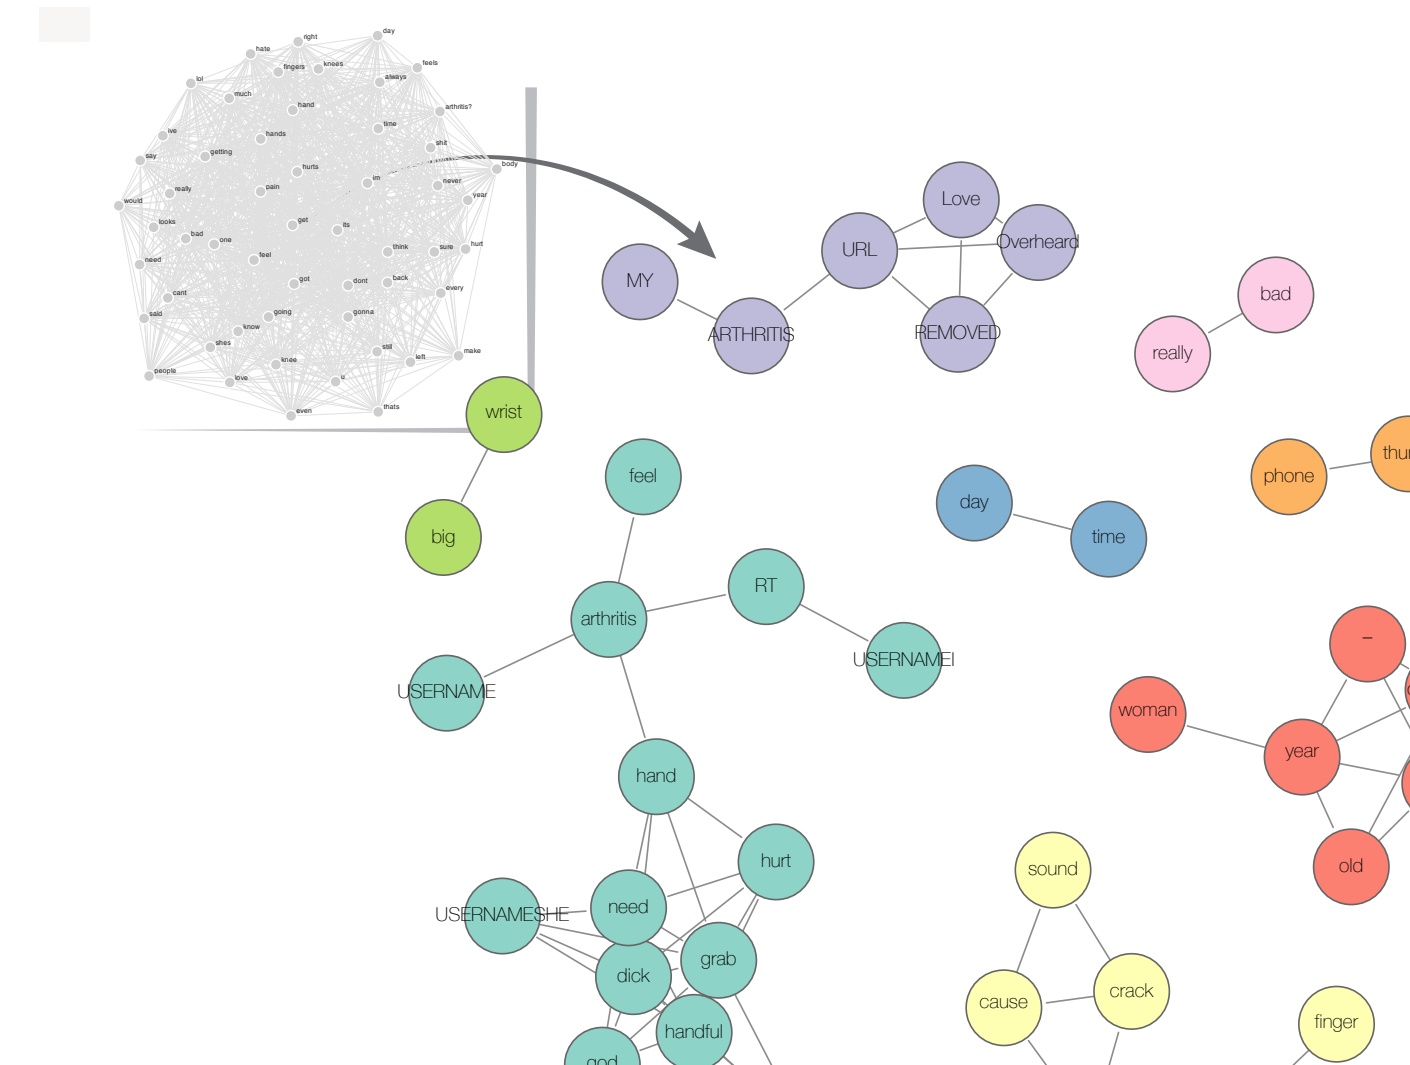 day
right
hate
knees
feels
fingers
always
lol
much
hand
arthritis?
time
ive
hands
shit
getting
say
body
hurts
im
never
really
pain
year
would
looks
get
its
bad
one
think
sure
hurt
feel
need
got
dont
back
every
cant
said
going
gonna
know
shes
still
left
make
knee
people
love
u
even
thats
Love
Overheard
URL
MY
bad
ARTHRITIS
REMOVED
really
wrist
phone
feel
day
big
time
RT
arthritis
–
USERNAMEI
USERNAME
woman
year
hand
hurt
old
sound
need
USERNAMESHE
grab
dick
crack
cause
handful
finger
god